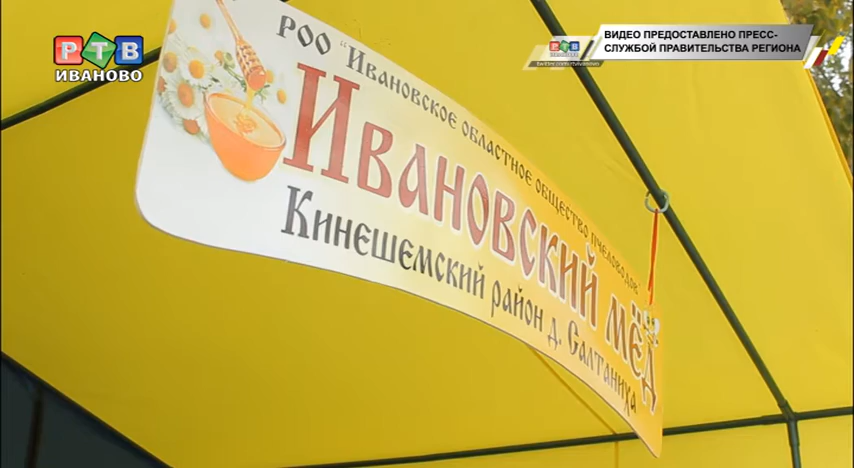 РТВ
ИВАНОВО
ВИДЕО ПРЕДОСТАВЛЕНО ПРЕСС-
СЛУЖБОЙ ПРАВИТЕЛЬСТВА РЕГИОНА
РОО "Ивановское областное общество пчеловодов"
Ивановский мёд
Кинешемский район д. Салтаниха